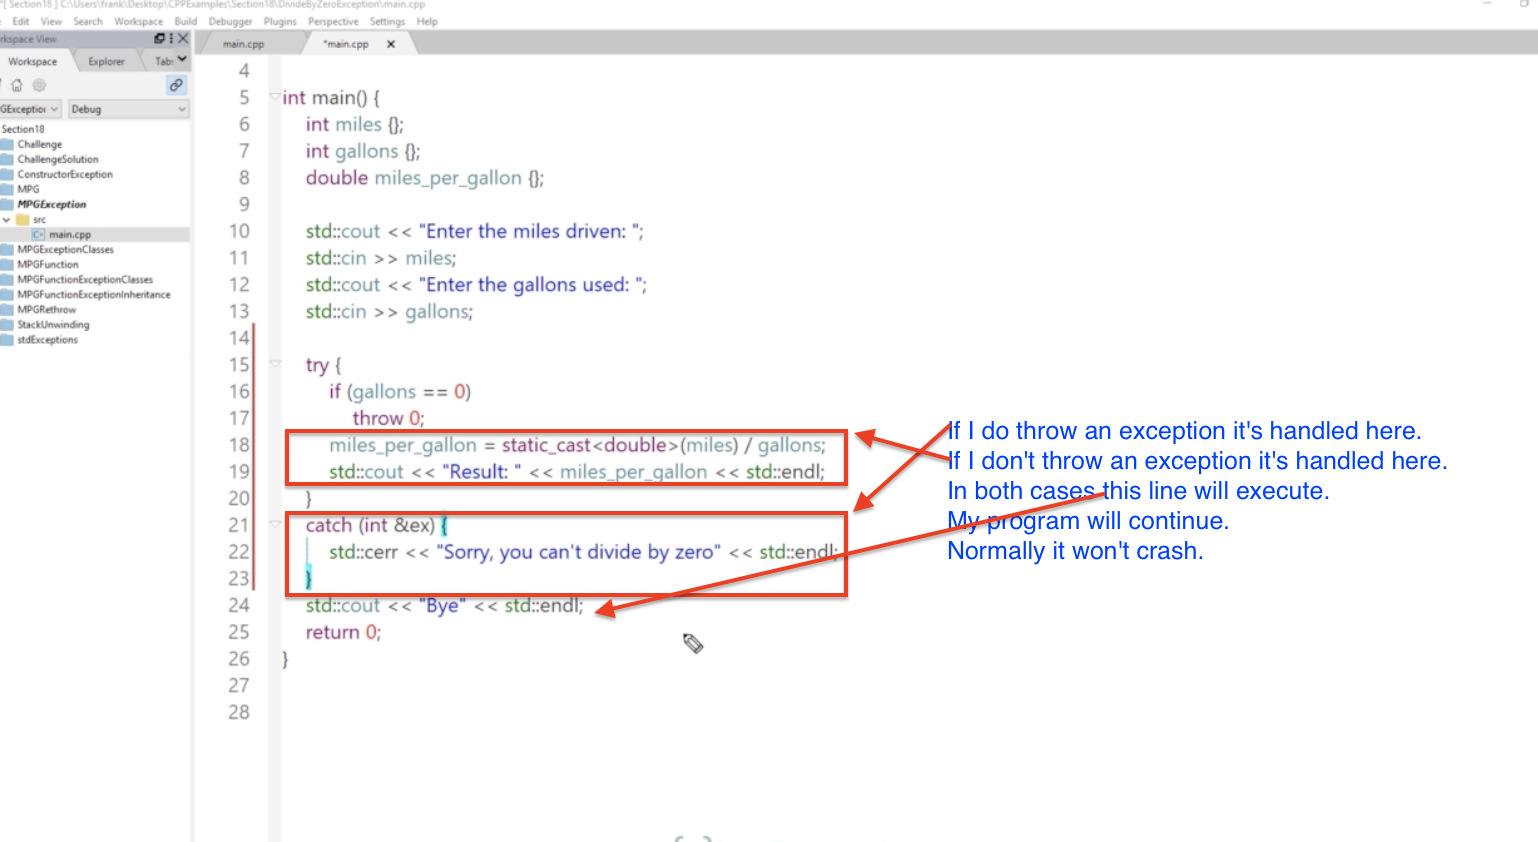 *[ Section18 ] C:\Users\frank\Desktop\CPPExamples\Section18\DivideByZeroException\main.cpp
Edit View Search Workspace Build Debugger Plugins Perspective Settings Help
rkspace View
main.cpp
*main.cpp
Workspace Explorer Tab:
GExceptior Debug
Section18
Challenge
ChallengeSolution
ConstructorException
MPG
MPGException
src
main.cpp
MPGExceptionClasses
MPGFunction
MPGFunctionExceptionClasses
MPGFunctionExceptionInheritance
MPGRethrow
StackUnwinding
stdExceptions
4
5 int main() {
6 int miles {};
7 int gallons {};
8 double miles_per_gallon {};
9
10 std::cout << "Enter the miles driven: ";
11 std::cin >> miles;
12 std::cout << "Enter the gallons used: ";
13 std::cin >> gallons;
14
15 try {
16 if (gallons == 0)
17 throw 0;
18 miles_per_gallon = static_cast<double>(miles) / gallons;
19 std::cout << "Result: " << miles_per_gallon << std::endl;
20 }
21 catch (int &ex) {
22 std::cerr << "Sorry, you can't divide by zero" << std::endl;
23 }
24 std::cout << "Bye" << std::endl;
25 return 0;
26 }
27
28
If I do throw an exception it's handled here.
If I don't throw an exception it's handled here.
In both cases this line will execute.
My program will continue.
Normally it won't crash.